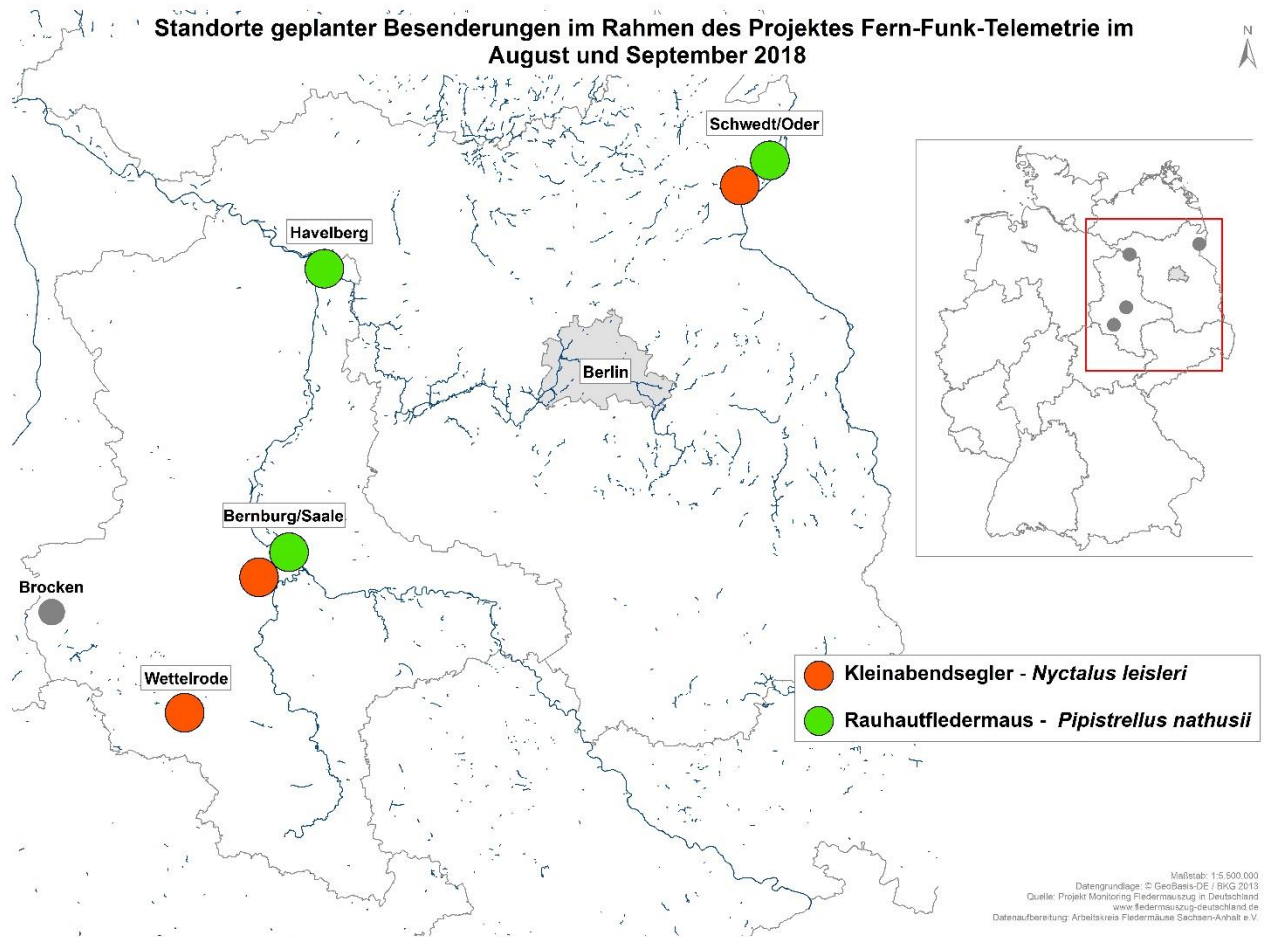 Standorte geplanter Besenderungen im Rahmen des Projektes Fern-Funk-Telemetrie im
August und September 2018
N
Schwedt/Oder
Havelberg
Berlin
Bernburg/Saale
Brocken
Wettelrode
Kleinabendsegler - Nyctalus leisleri
Rauhautfledermaus - Pipistrellus nathusii
Maßstab: 1:5.500.000
Datengrundlage: © GeoBasis-DE / BKG 2013
Quelle: Projekt Monitoring Fledermauszug in Deutschland
www.fledermauszug-deutschland.de
Datenaufbereitung: Arbeitskreis Fledermäuse Sachsen-Anhalt e.V.